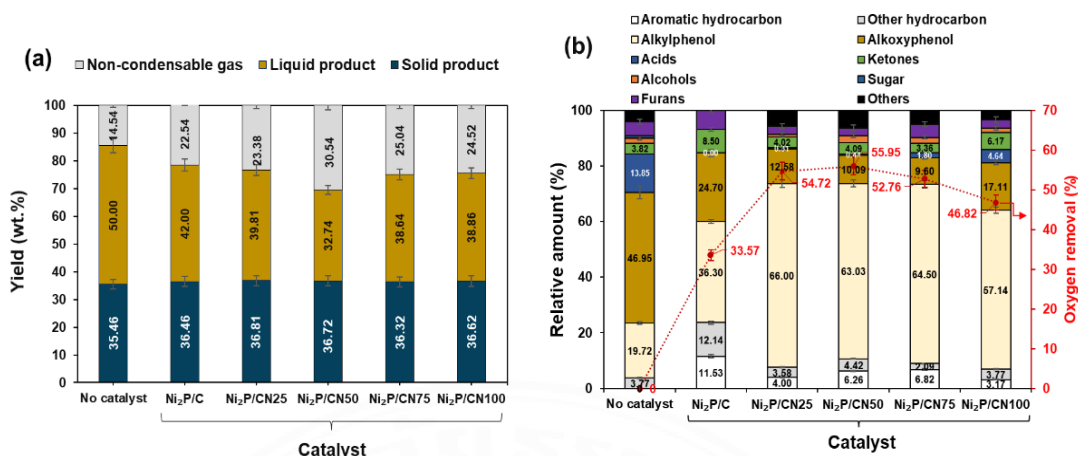 (a)
Non-condensable gas Liquid product Solid product
Yield (wt.%)
100
90
80
70
60
50
40
30
20
10
0
14.54 22.54 23.38 30.54 25.04 24.52
50.00 42.00 39.81 32.74 38.64 38.86
35.46 36.46 36.81 36.72 36.32 36.62
No catalyst Ni₂P/C Ni₂P/CN25 Ni₂P/CN50 Ni₂P/CN75 Ni₂P/CN100
Catalyst
(b)
Aromatic hydrocarbon Other hydrocarbon
Alkylphenol Alkoxyphenol
Acids Ketones
Alcohols Sugar
Furans Others
Relative amount (%)
100
80
60
40
20
0
3.82 8.50 4.02 4.09 3.36 6.17
13.85 0.00 1.80 4.64
46.95 24.70 12.58 10.09 9.60 17.11
19.72 36.30 66.00 63.03 64.50 57.14
3.77 12.14 3.58 4.42 2.09 3.77
11.53 4.00 6.26 6.82 3.17
0 33.57 54.72 55.95 52.76 46.82
70
60
50
40
30
20
10
0
Oxygen removal (%)
No catalyst Ni₂P/C Ni₂P/CN25 Ni₂P/CN50 Ni₂P/CN75 Ni₂P/CN100
Catalyst